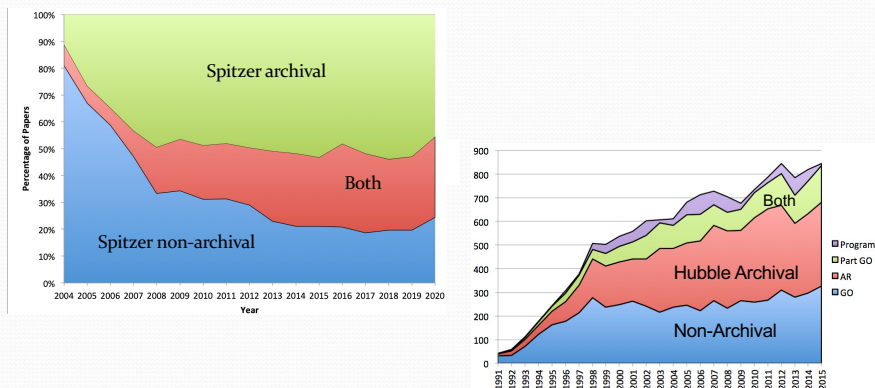 100%
90%
80%
70%
60%
50%
40%
30%
20%
10%
0%
Percentage of Papers
Spitzer archival
Both
Spitzer non-archival
2004 2005 2006 2007 2008 2009 2010 2011 2012 2013 2014 2015 2016 2017 2018 2019 2020
Year
900
800
700
600
500
400
300
200
100
0
Both
Hubble Archival
Non-Archival
Program
Part GO
AR
GO
1991 1992 1993 1994 1995 1996 1997 1998 1999 2000 2001 2002 2003 2004 2005 2006 2007 2008 2009 2010 2011 2012 2013 2014 2015